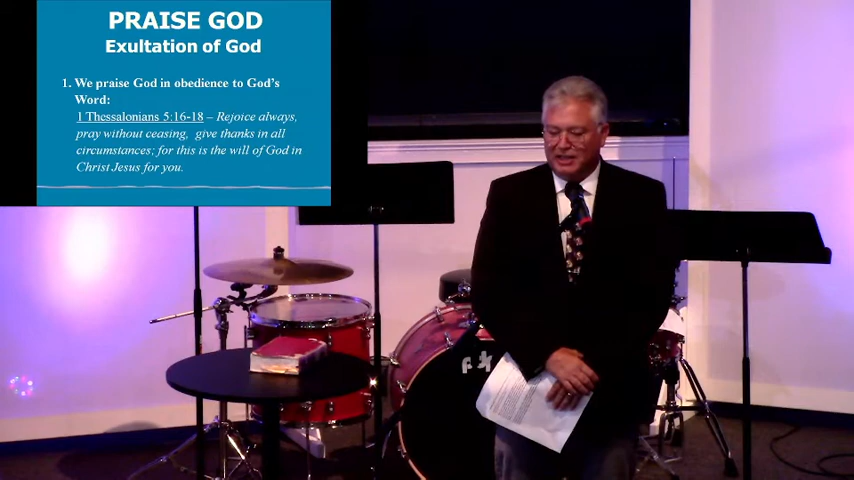 PRAISE GOD
Exultation of God
1. We praise God in obedience to God's
Word:
1 Thessalonians 5:16-18 – Rejoice always,
pray without ceasing, give thanks in all
circumstances; for this is the will of God in
Christ Jesus for you.